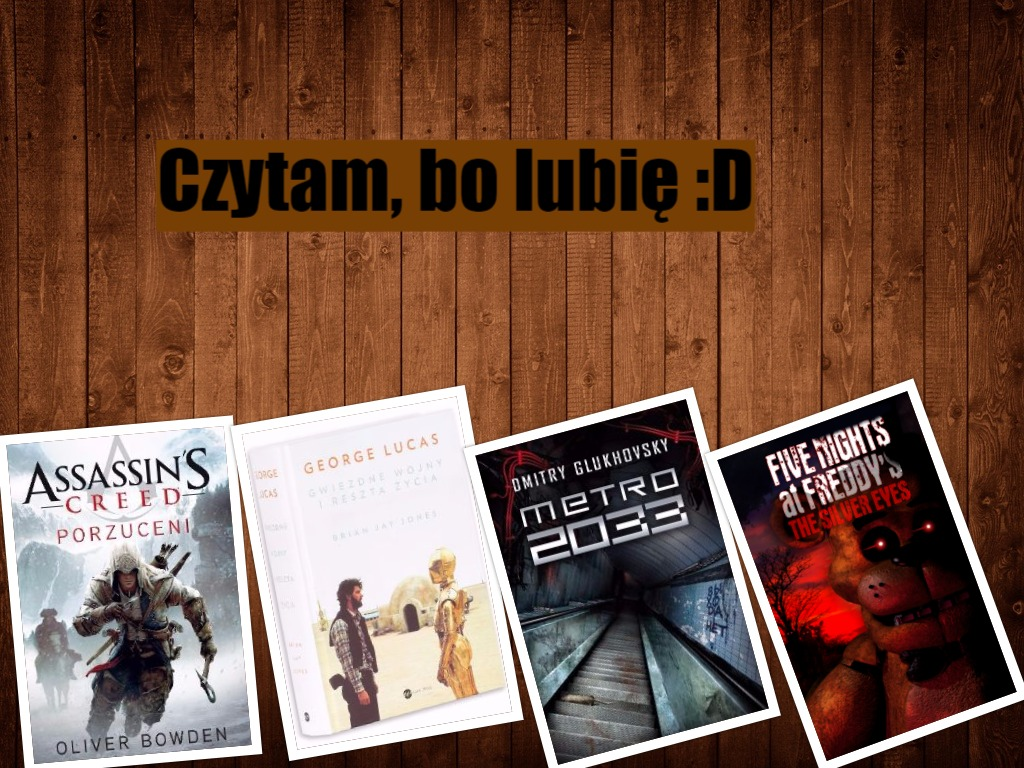 Czytam, bo lubię :D
ASSASSIN'S
CREED
PORZUCENI
OLIVER BOWDEN
GEORGE LUCAS
GWIEZDNE WOJNY
I RESZTA ŻYCIA
BRIAN JAY JONES
DMITRY GLUKHOVSKY
METRO
2033
FIVE NIGHTS
at FREDDY'S
THE SILVER EYES